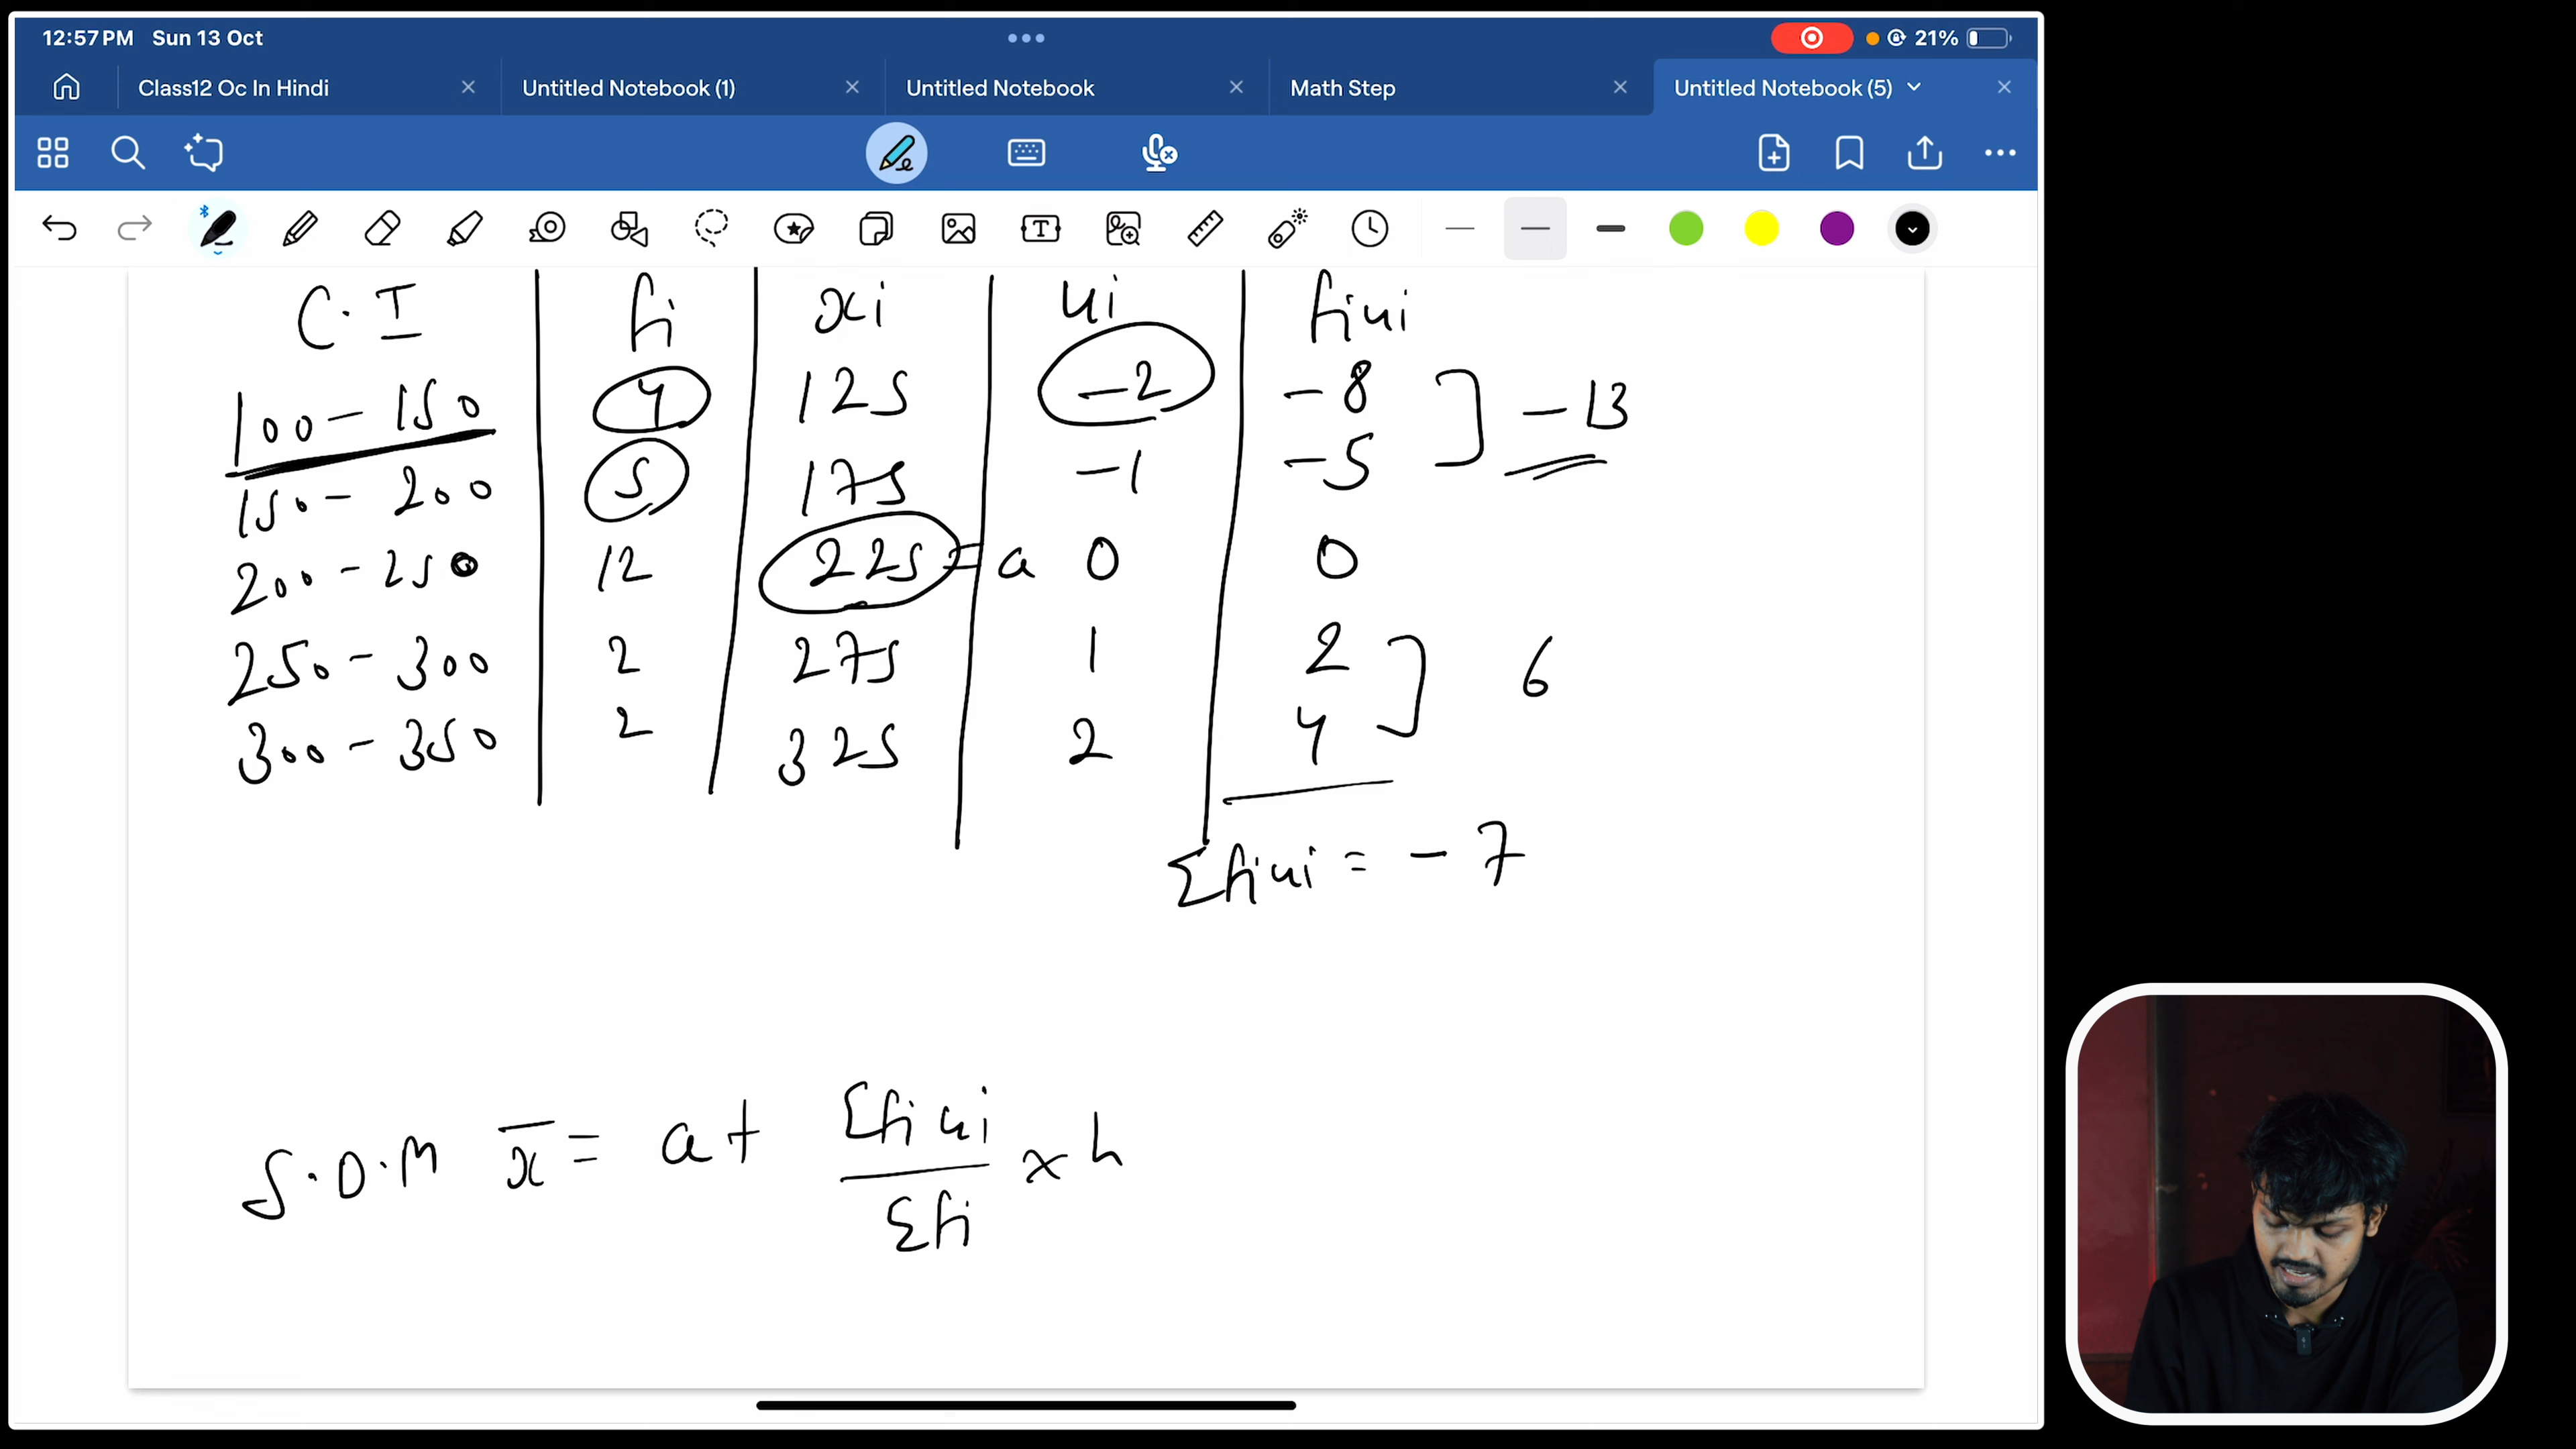 12:57 PM Sun 13 Oct 21%
Class12 Oc In Hindi Untitled Notebook (1) Untitled Notebook Math Step Untitled Notebook (5)
C.I fi xi ui fiui
100 - 150 4 125 -2 -8 ] -13
150 - 200 5 175 -1 -5
200 - 250 12 225 = a 0 0
250 - 300 2 275 1 2 ] 6
300 - 350 2 325 2 4
Σfiui = - 7
S.D.M x̄ = a + Σfiui / Σfi × h